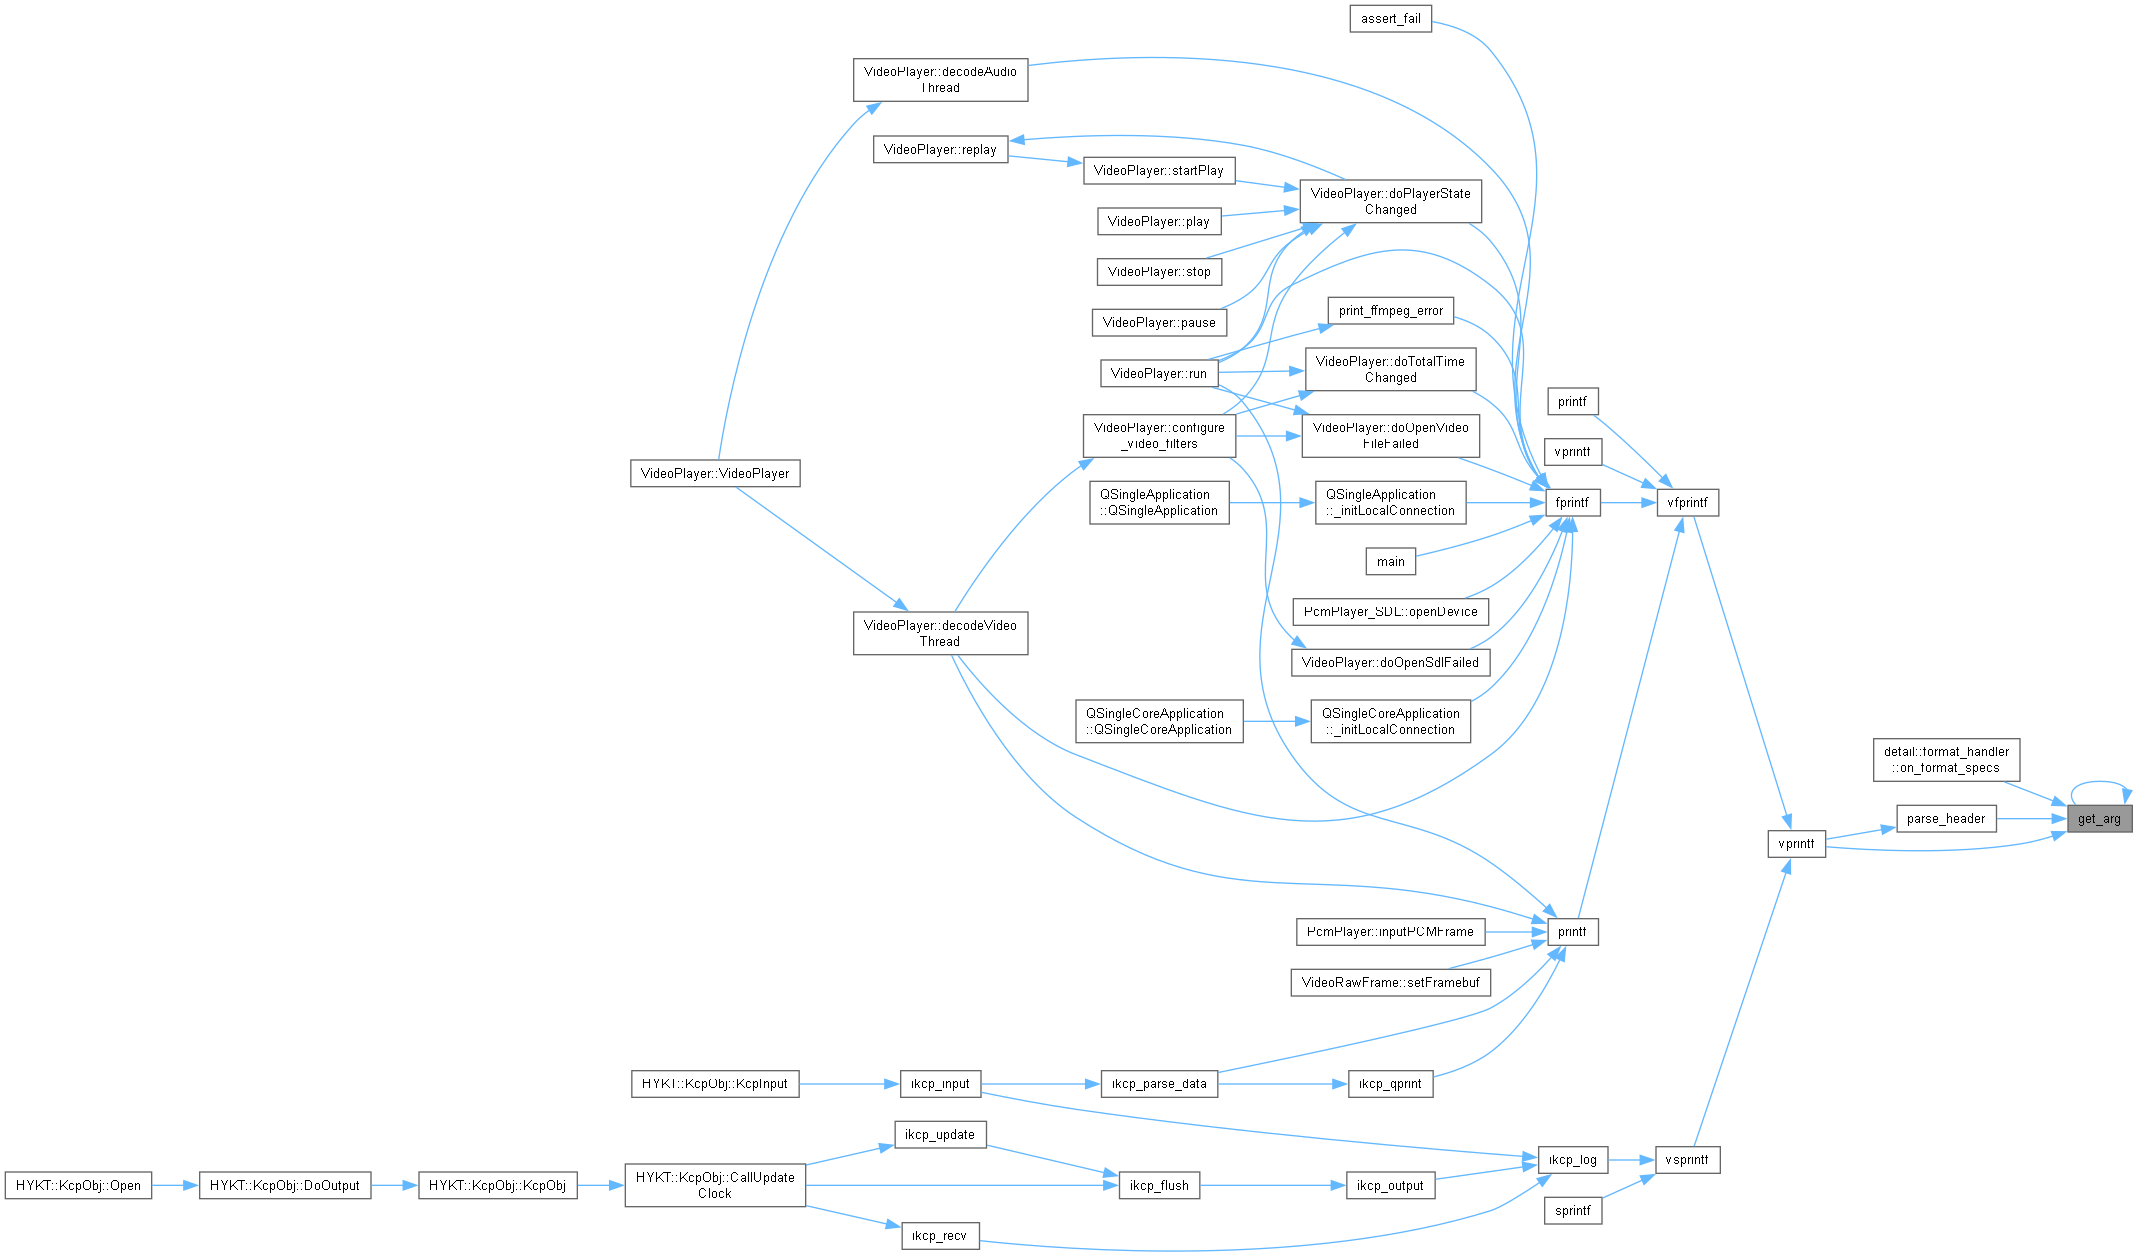 assert_fail
VideoPlayer::decodeAudio
Thread
VideoPlayer::replay
VideoPlayer::startPlay
VideoPlayer::doPlayerState
Changed
VideoPlayer::play
VideoPlayer::stop
VideoPlayer::pause
print_ffmpeg_error
VideoPlayer::run
VideoPlayer::doTotalTime
Changed
printf
VideoPlayer::configure
_video_filters
VideoPlayer::doOpenVideo
FileFailed
vprintf
VideoPlayer::VideoPlayer
QSingleApplication
::QSingleApplication
QSingleApplication
::_initLocalConnection
fprintf
vfprintf
main
PcmPlayer_SDL::openDevice
VideoPlayer::decodeVideo
Thread
VideoPlayer::doOpenSdlFailed
QSingleCoreApplication
::QSingleCoreApplication
QSingleCoreApplication
::_initLocalConnection
detail::format_handler
::on_format_specs
parse_header
get_arg
vprintf
PcmPlayer::inputPCMFrame
printf
VideoRawFrame::setFramebuf
HYKT::KcpObj::KcpInput
ikcp_input
ikcp_parse_data
ikcp_qprint
ikcp_update
ikcp_log
vsprintf
HYKT::KcpObj::Open
HYKT::KcpObj::DoOutput
HYKT::KcpObj::KcpObj
HYKT::KcpObj::CallUpdate
Clock
ikcp_flush
ikcp_output
sprintf
ikcp_recv